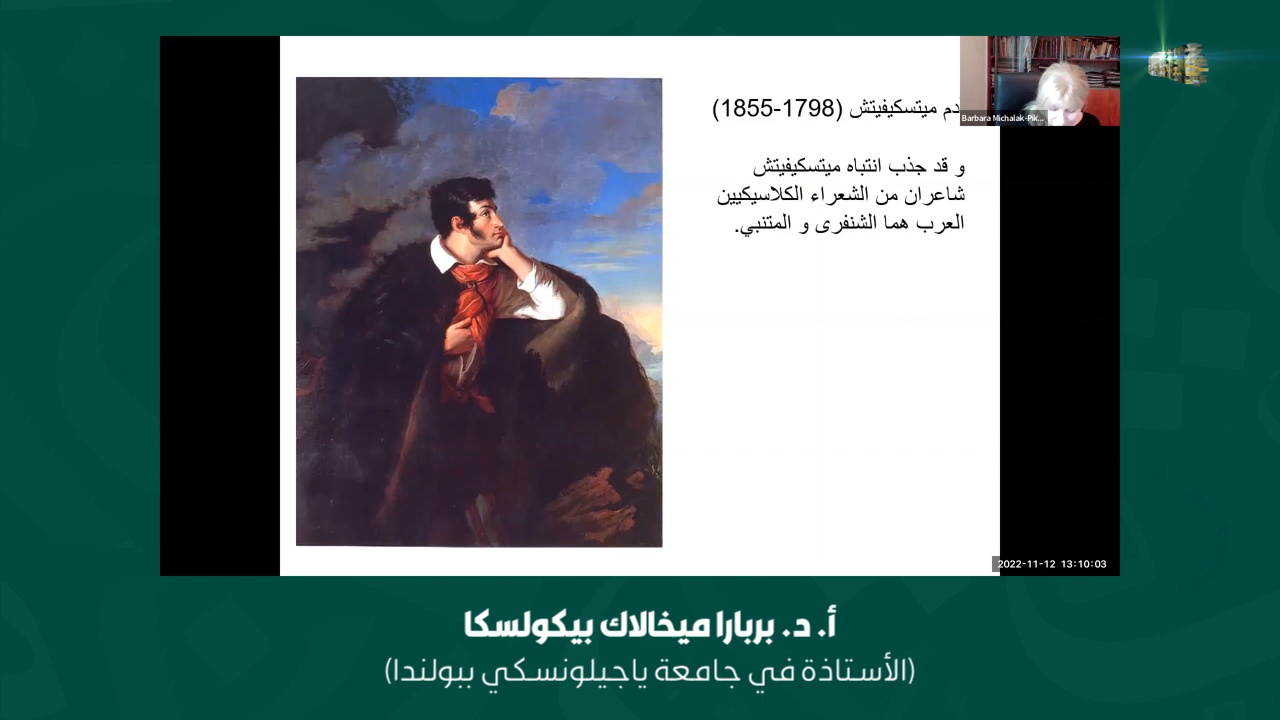 دم ميتسكيفيتش (1798-1855)
و قد جذب انتباه ميتسكيفيتش
شاعران من الشعراء الكلاسيكيين
العرب هما الشنفرى و المتنبي.
Barbara Michalak-Pik...
2022-11-12 13:10:03
أ. د. بربارا ميخالاك بيكولسكا
(الأستاذة في جامعة ياجيلونسكي ببولندا)